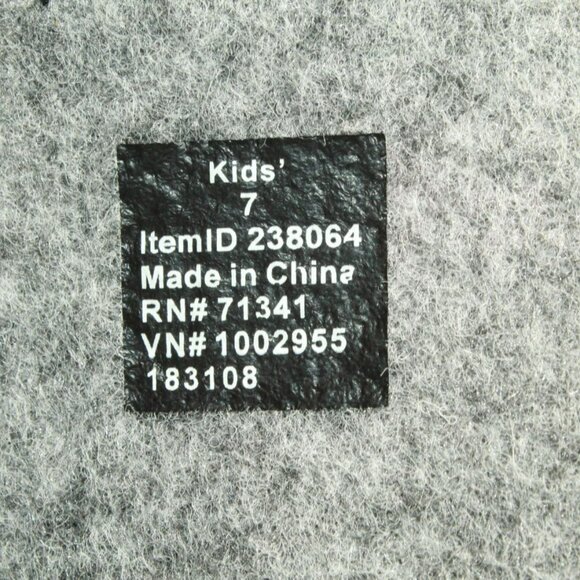 Kids'
7
ItemID 238064
Made in China
RN# 71341
VN# 1002955
183108